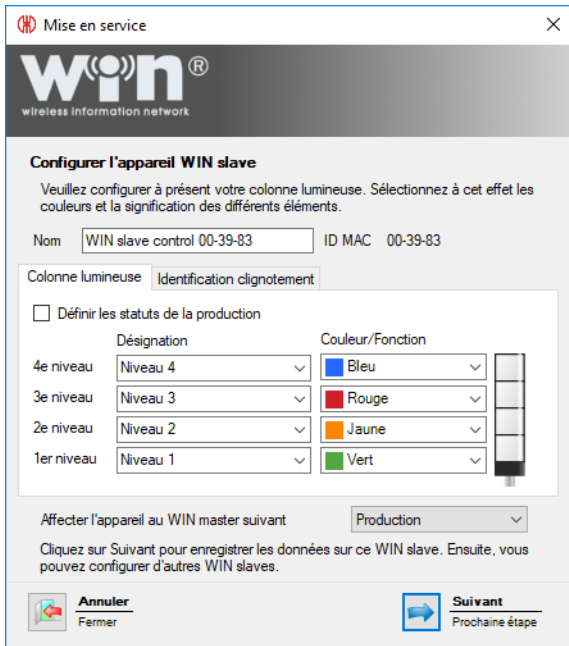 Mise en service
WIN®
wireless information network
Configurer l'appareil WIN slave
Veuillez configurer à présent votre colonne lumineuse. Sélectionnez à cet effet les
couleurs et la signification des différents éléments.
Nom WIN slave control 00-39-83 ID MAC 00-39-83
Colonne lumineuse Identification clignotement
Définir les statuts de la production
Désignation Couleur/Fonction
4e niveau Niveau 4 Bleu
3e niveau Niveau 3 Rouge
2e niveau Niveau 2 Jaune
1er niveau Niveau 1 Vert
Affecter l'appareil au WIN master suivant Production
Cliquez sur Suivant pour enregistrer les données sur ce WIN slave. Ensuite, vous
pouvez configurer d'autres WIN slaves.
Annuler Suivant
Fermer Prochaine étape